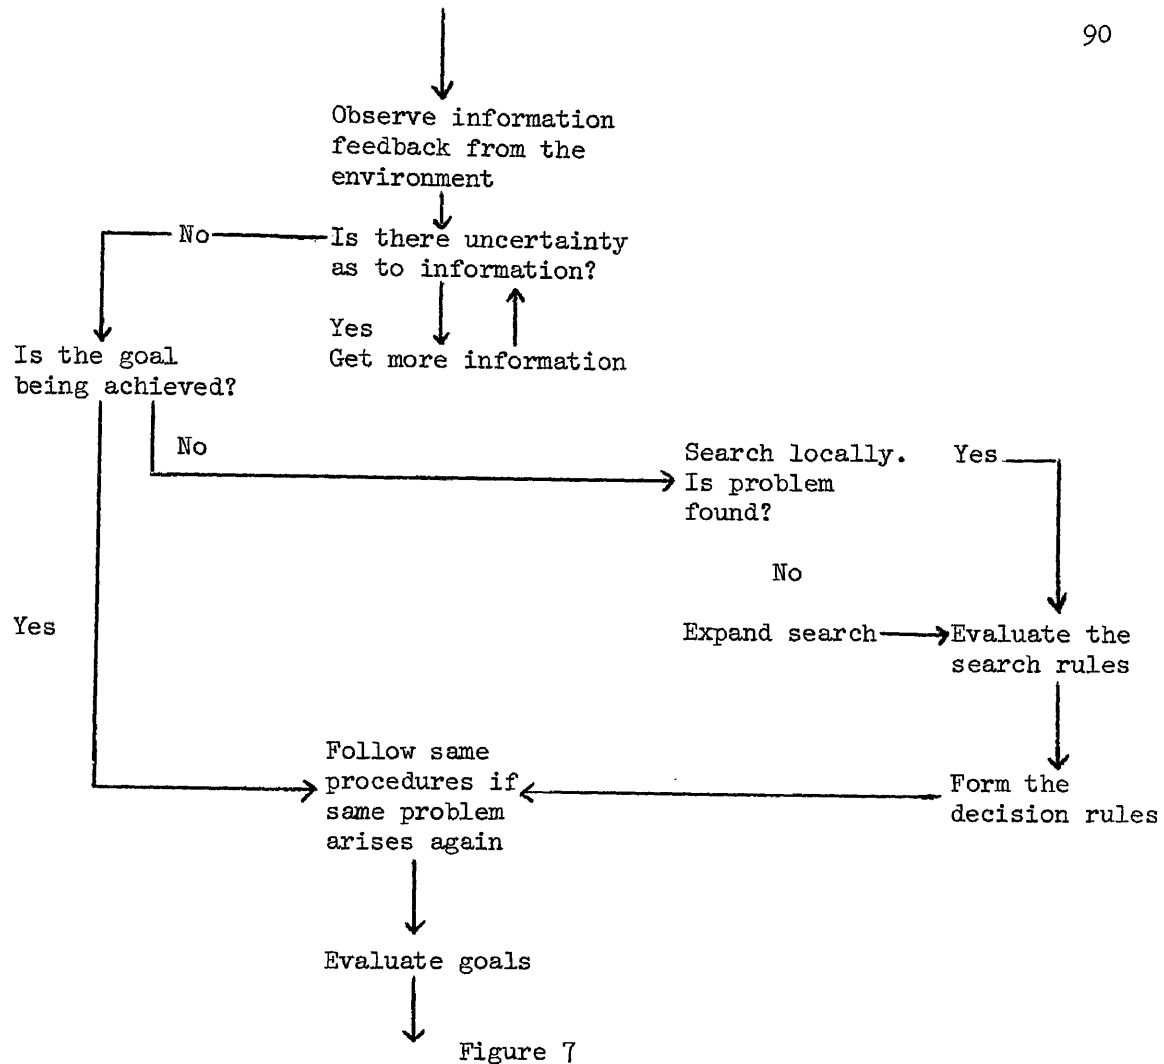 90
Observe information
feedback from the
environment
No
Is there uncertainty
as to information?
Yes
Get more information
Is the goal
being achieved?
No
Search locally. Yes
Is problem
found?
No
Yes
Expand search
Evaluate the
search rules
Follow same
procedures if
same problem
arises again
Form the
decision rules
Evaluate goals
Figure 7